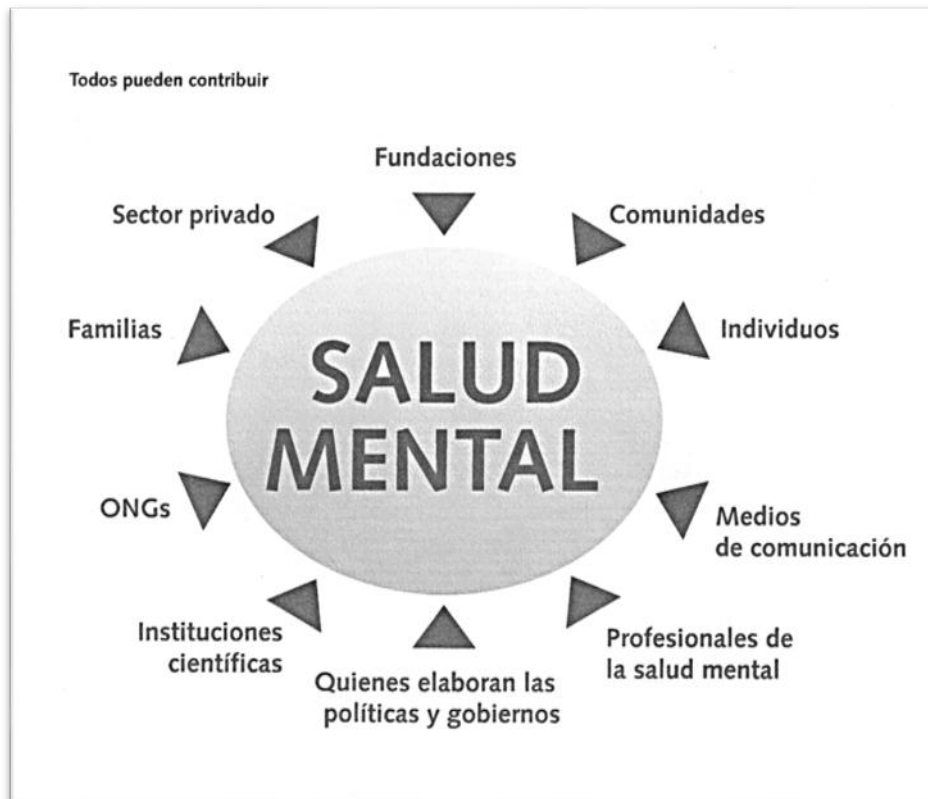 Todos pueden contribuir
Fundaciones
Sector privado
Comunidades
Familias
Individuos
SALUD
MENTAL
ONGs
Medios
de comunicación
Instituciones
científicas
Quienes elaboran las
políticas y gobiernos
Profesionales de
la salud mental